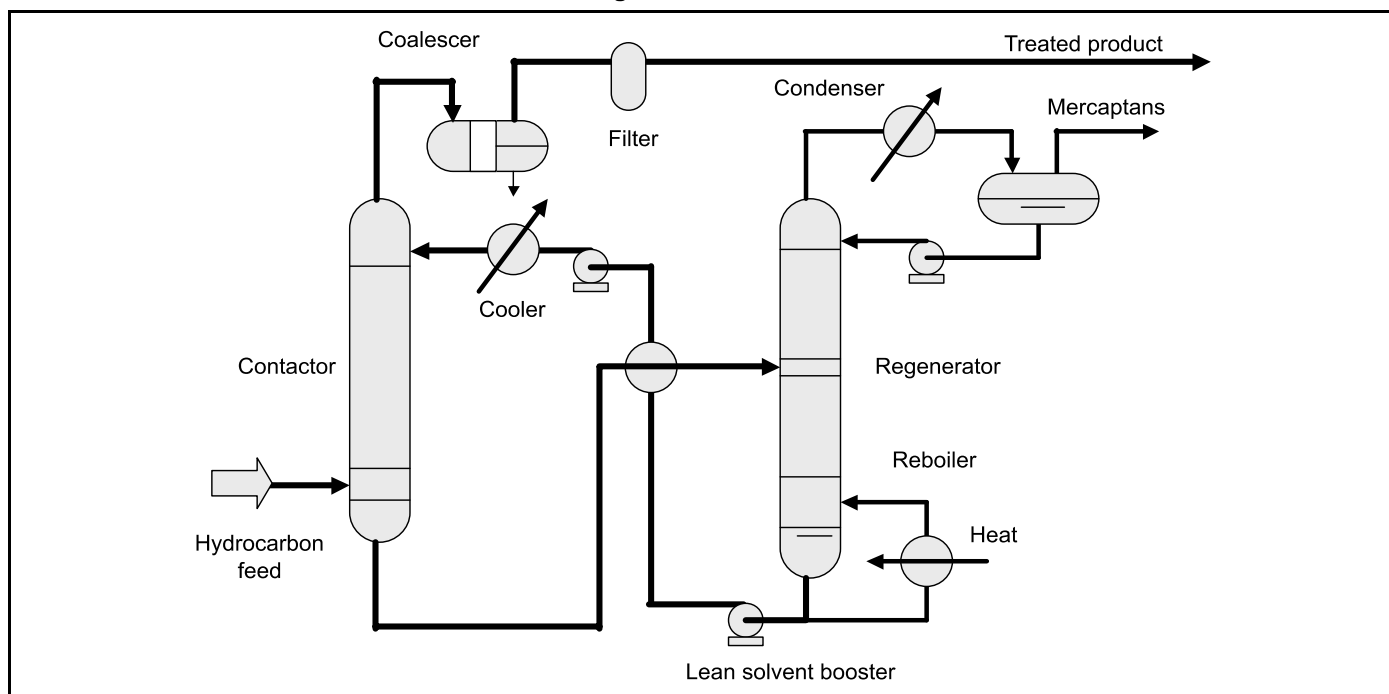 Coalescer
Treated product
Condenser
Mercaptans
Filter
Cooler
Contactor
Regenerator
Reboiler
Heat
Hydrocarbon
feed
Lean solvent booster